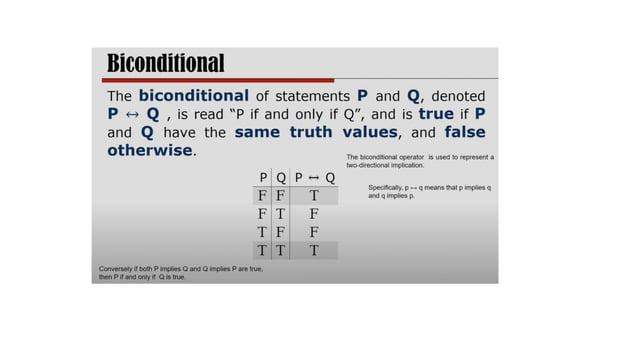 Biconditional
The biconditional of statements P and Q, denoted
P ↔ Q , is read “P if and only if Q”, and is true if P
and Q have the same truth values, and false
otherwise.
The biconditional operator is used to represent a
two-directional implication.
Specifically, p ↔ q means that p implies q
and q implies p.
P Q P ↔ Q
F F T
F T F
T F F
T T T
Conversely if both P implies Q and Q implies P are true,
then P if and only if Q is true.